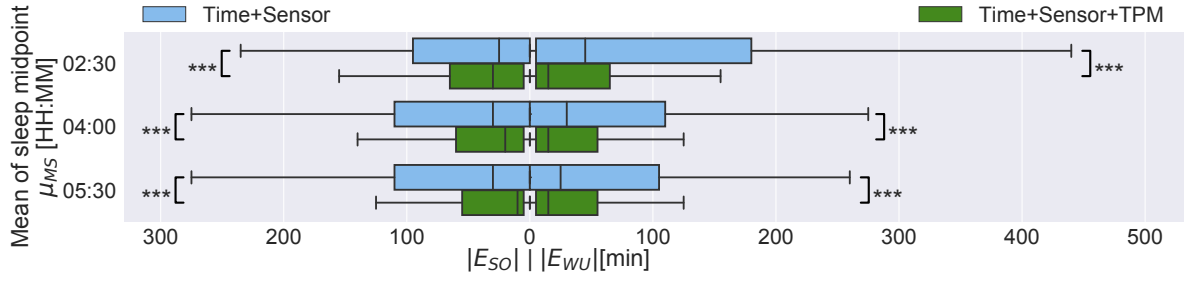 Time+Sensor
Time+Sensor+TPM
Mean of sleep midpoint
μMS [HH:MM]
02:30
04:00
05:30
***
***
***
***
***
***
300 200 100 0 100 200 300 400 500
|ESO| | |EWU|[min]